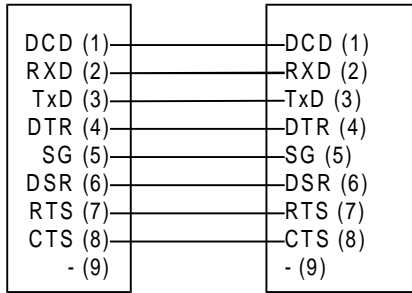 DCD (1) DCD (1)
RXD (2) RXD (2)
TxD (3) TxD (3)
DTR (4) DTR (4)
SG (5) SG (5)
DSR (6) DSR (6)
RTS (7) RTS (7)
CTS (8) CTS (8)
- (9) - (9)